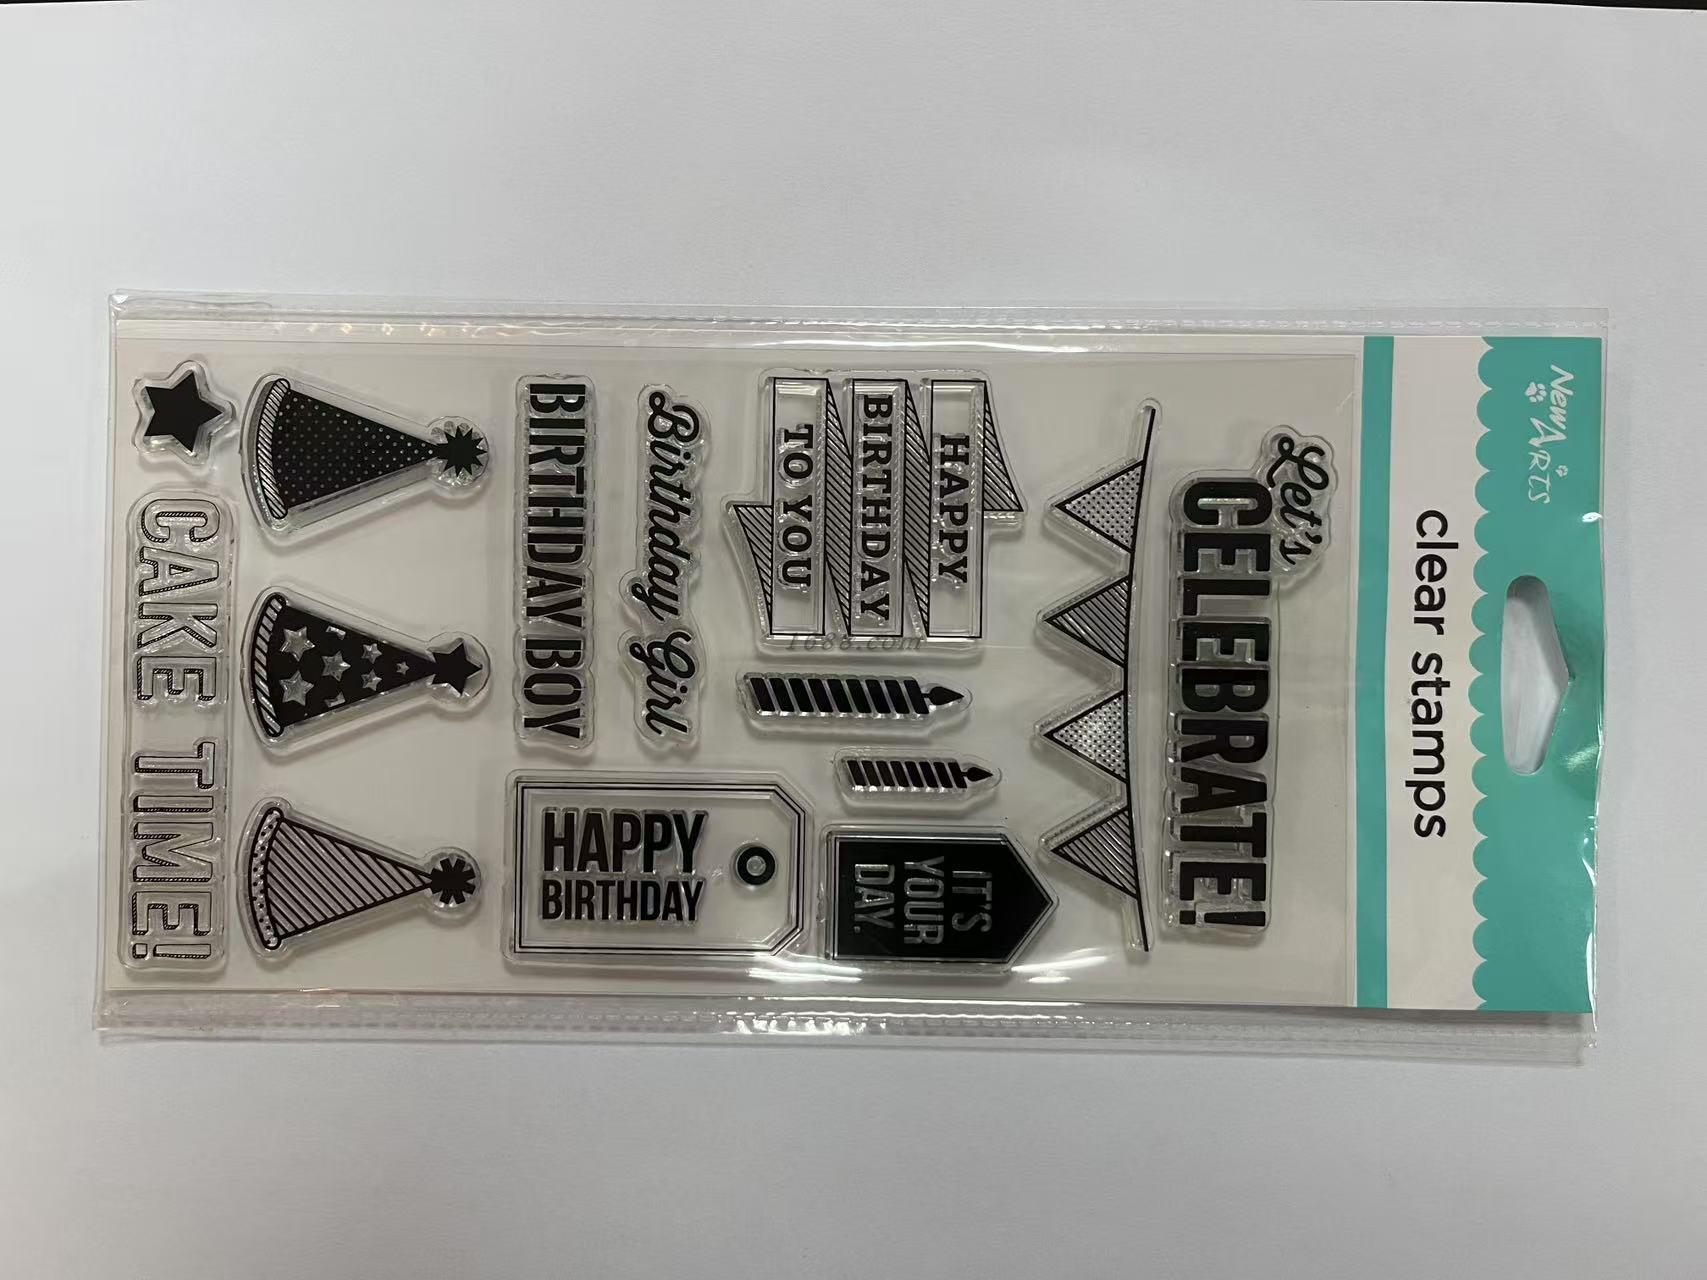 New ARTS
clear stamps
Let's
CELEBRATE!
HAPPY
BIRTHDAY
TO YOU
IT'S
YOUR
DAY.
Birthday Girl
BIRTHDAY BOY
HAPPY
BIRTHDAY
CAKE TIME!
1688.com